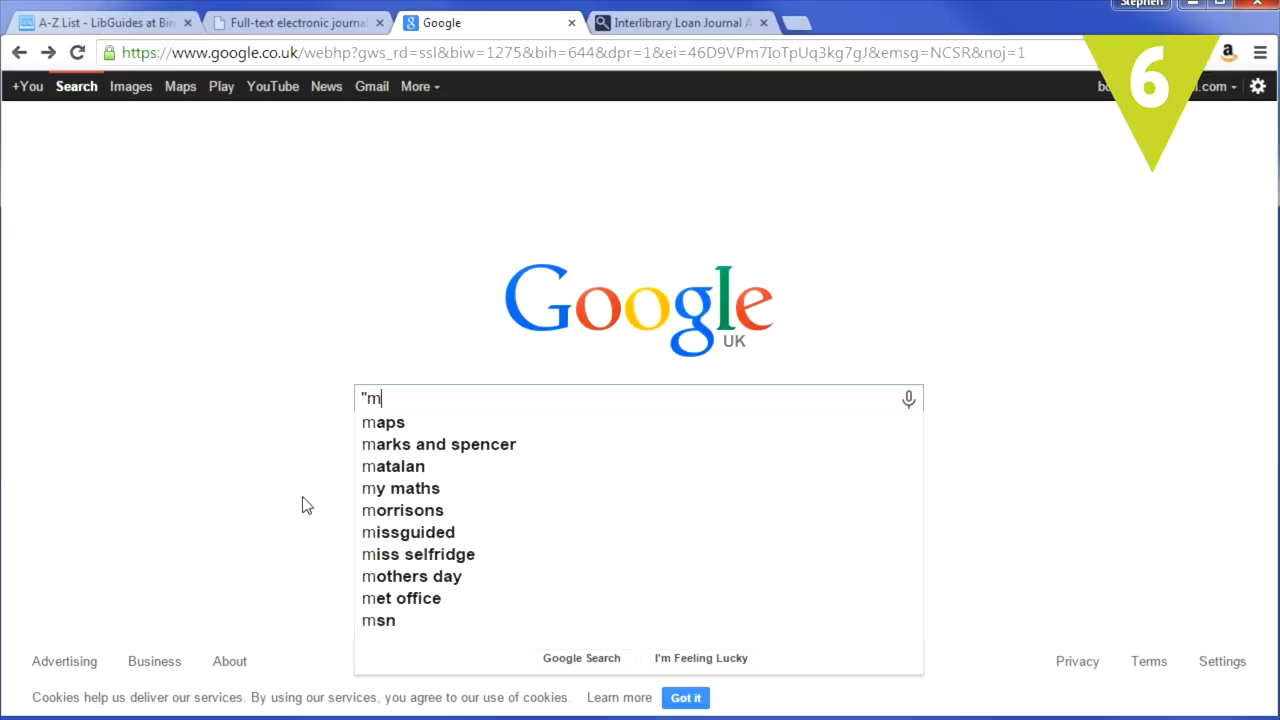 Stephen
A-Z List - LibGuides at Bir
Full-text electronic journal
Google
Interlibrary Loan Journal A
https://www.google.co.uk/webhp?gws_rd=ssl&biw=1275&bih=644&dpr=1&ei=46D9VPm7IoTpUq3kg7gJ&emsg=NCSR&noj=1
6
+You Search Images Maps Play YouTube News Gmail More
l.com
Google
UK
"m
maps
marks and spencer
matalan
my maths
morrisons
missguided
miss selfridge
mothers day
met office
msn
Google Search I'm Feeling Lucky
Advertising Business About Privacy Terms Settings
Cookies help us deliver our services. By using our services, you agree to our use of cookies. Learn more Got it